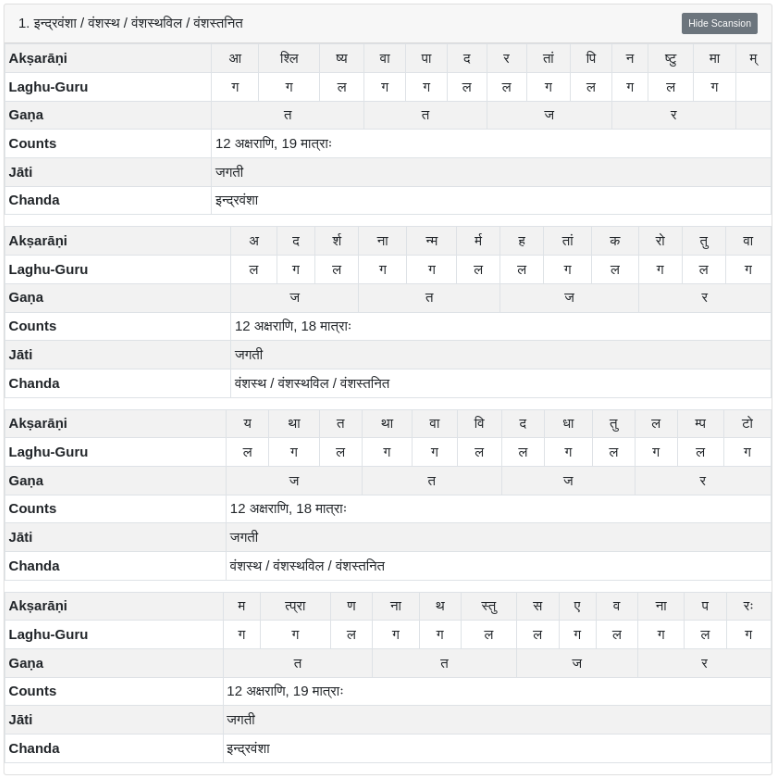 1. इन्द्रवंशा / वंशस्थ / वंशस्थविल / वंशस्तनित Hide Scansion
Akṣarāṇi आ श्लि ष्य वा पा द र तां पि न ष्टु मा म्
Laghu-Guru ग ग ल ग ग ल ल ग ल ग ल ग
Gaṇa त त ज र
Counts 12 अक्षराणि, 19 मात्राः
Jāti जगती
Chanda इन्द्रवंशा
Akṣarāṇi अ द र्श ना न्म र्म ह तां क रो तु वा
Laghu-Guru ल ग ल ग ग ल ल ग ल ग ल ग
Gaṇa ज त ज र
Counts 12 अक्षराणि, 18 मात्राः
Jāti जगती
Chanda वंशस्थ / वंशस्थविल / वंशस्तनित
Akṣarāṇi य था त था वा वि द धा तु ल म्प टो
Laghu-Guru ल ग ल ग ग ल ल ग ल ग ल ग
Gaṇa ज त ज र
Counts 12 अक्षराणि, 18 मात्राः
Jāti जगती
Chanda वंशस्थ / वंशस्थविल / वंशस्तनित
Akṣarāṇi म त्प्रा ण ना थ स्तु स ए व ना प रः
Laghu-Guru ग ग ल ग ग ल ल ग ल ग ल ग
Gaṇa त त ज र
Counts 12 अक्षराणि, 19 मात्राः
Jāti जगती
Chanda इन्द्रवंशा